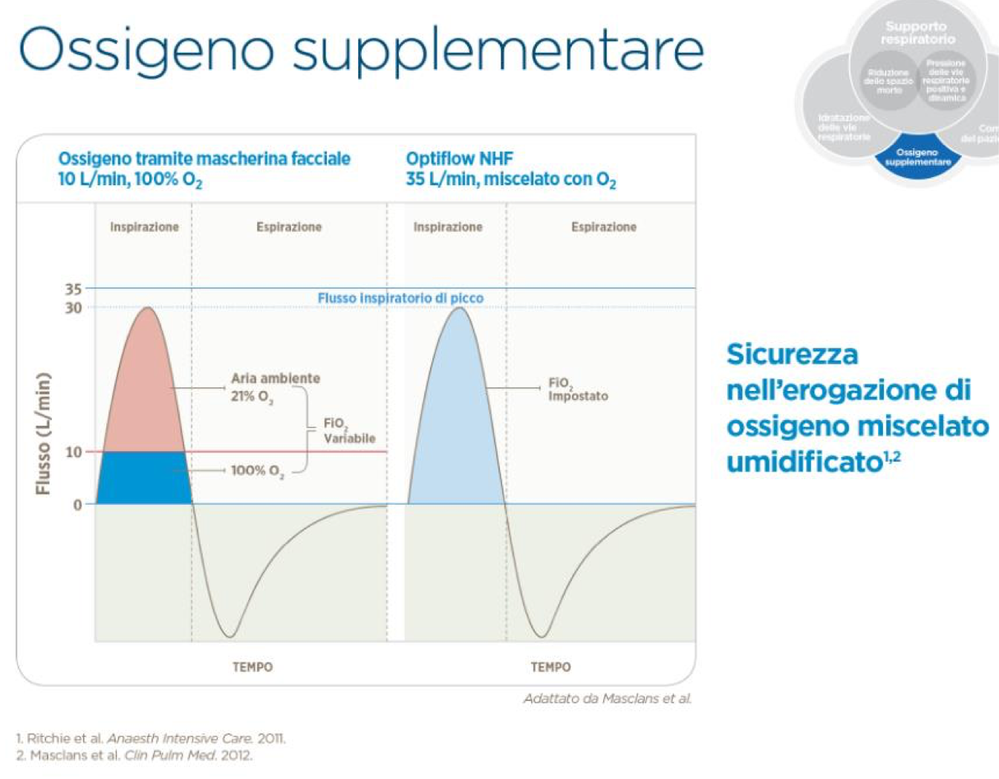 Ossigeno supplementare
Supporto
respiratorio
Riduzione
dello spazio
morto
Pressione
delle vie
respiratorie
positiva e
dinamica
Idratazione
delle vie
respiratorie
Com
del pazi
Ossigeno
supplementare
Ossigeno tramite mascherina facciale
10 L/min, 100% O₂
Optiflow NHF
35 L/min, miscelato con O₂
Inspirazione
Espirazione
Inspirazione
Espirazione
35
Flusso inspiratorio di picco
30
Aria ambiente
21% O₂
FiO₂
Variabile
FiO₂
Impostato
10
100% O₂
0
Flusso (L/min)
TEMPO
TEMPO
Sicurezza
nell’erogazione di
ossigeno miscelato
umidificato¹,²
Adattato da Masclans et al.
1. Ritchie et al. Anaesth Intensive Care. 2011.
2. Masclans et al. Clin Pulm Med. 2012.